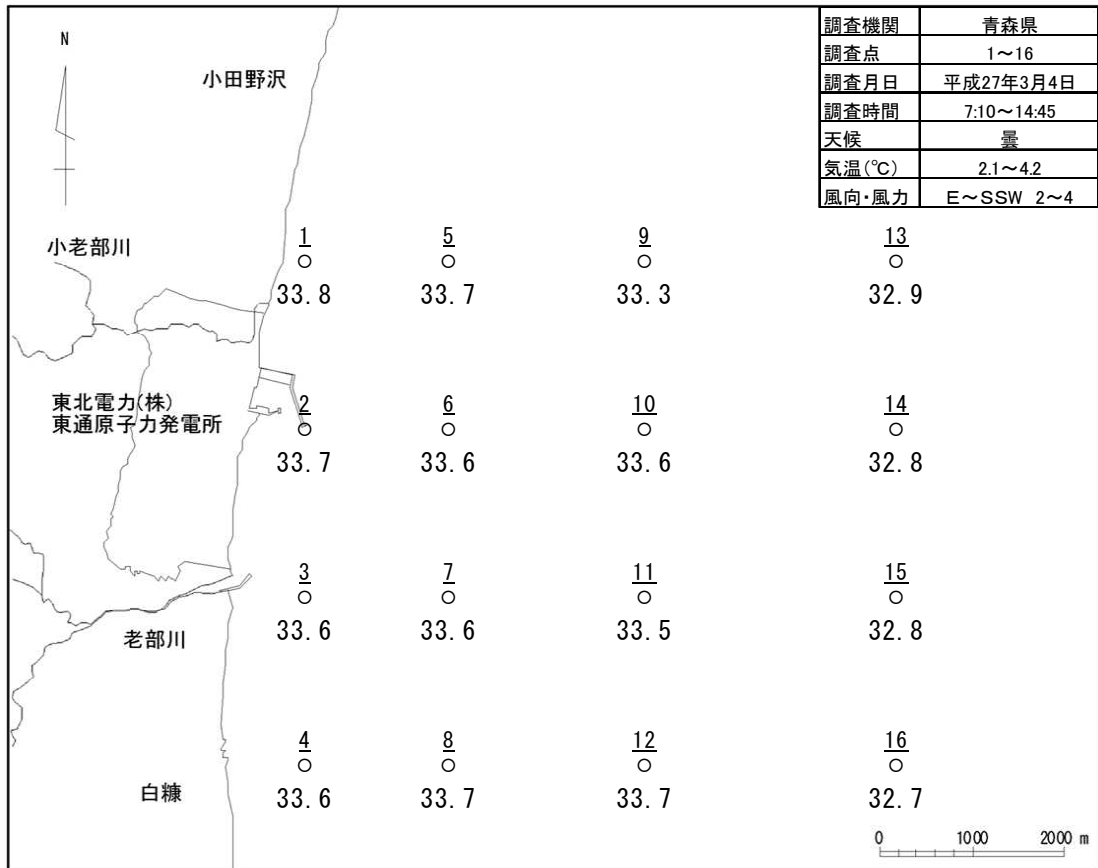 N
小田野沢
調査機関 青森県
調査点 1～16
調査月日 平成27年3月4日
調査時間 7:10～14:45
天候 曇
気温(℃) 2.1～4.2
風向・風力 E～SSW 2～4
小老部川
1 5 9 13
33.8 33.7 33.3 32.9
東北電力(株)
東通原子力発電所
2 6 10 14
33.7 33.6 33.6 32.8
3 7 11 15
33.6 33.6 33.5 32.8
老部川
4 8 12 16
白糠
33.6 33.7 33.7 32.7
0 1000 2000 m